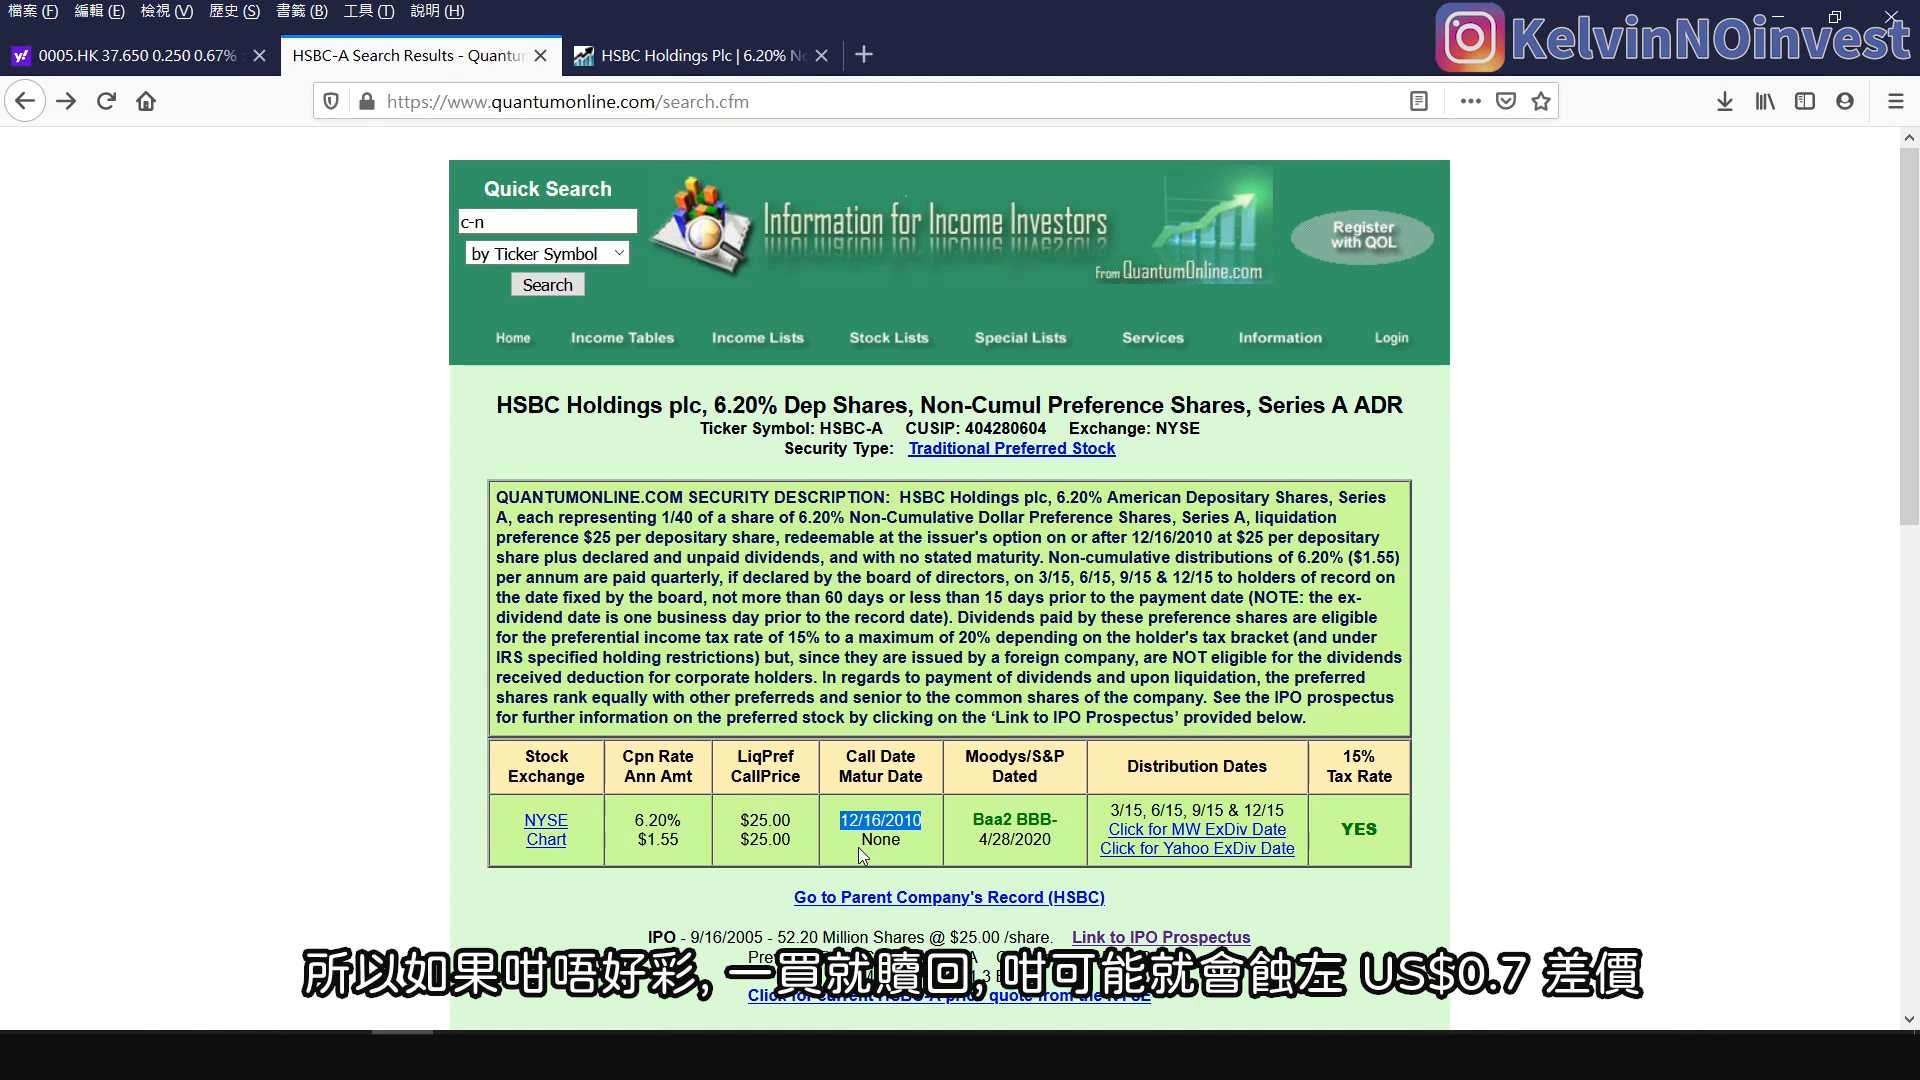 檔案 (F) 編輯 (E) 檢視 (V) 歷史 (S) 書籤 (B) 工具 (T) 說明 (H)
KelvinNOinvest
0005.HK 37.650 0.250 0.67%
HSBC-A Search Results - Quantu
HSBC Holdings Plc | 6.20% No
https://www.quantumonline.com/search.cfm
Quick Search
c-n
by Ticker Symbol
Search
Information for Income Investors
From QuantumOnline.com
Register
with QOL
Home Income Tables Income Lists Stock Lists Special Lists Services Information Login
HSBC Holdings plc, 6.20% Dep Shares, Non-Cumul Preference Shares, Series A ADR
Ticker Symbol: HSBC-A CUSIP: 404280604 Exchange: NYSE
Security Type: Traditional Preferred Stock
QUANTUMONLINE.COM SECURITY DESCRIPTION: HSBC Holdings plc, 6.20% American Depositary Shares, Series
A, each representing 1/40 of a share of 6.20% Non-Cumulative Dollar Preference Shares, Series A, liquidation
preference $25 per depositary share, redeemable at the issuer's option on or after 12/16/2010 at $25 per depositary
share plus declared and unpaid dividends, and with no stated maturity. Non-cumulative distributions of 6.20% ($1.55)
per annum are paid quarterly, if declared by the board of directors, on 3/15, 6/15, 9/15 & 12/15 to holders of record on
the date fixed by the board, not more than 60 days or less than 15 days prior to the payment date (NOTE: the ex-
dividend date is one business day prior to the record date). Dividends paid by these preference shares are eligible
for the preferential income tax rate of 15% to a maximum of 20% depending on the holder's tax bracket (and under
IRS specified holding restrictions) but, since they are issued by a foreign company, are NOT eligible for the dividends
received deduction for corporate holders. In regards to payment of dividends and upon liquidation, the preferred
shares rank equally with other preferreds and senior to the common shares of the company. See the IPO prospectus
for further information on the preferred stock by clicking on the ‘Link to IPO Prospectus’ provided below.
Stock Cpn Rate LiqPref Call Date Moodys/S&P Distribution Dates 15%
Exchange Ann Amt CallPrice Matur Date Dated Tax Rate
NYSE 6.20% $25.00 12/16/2010 Baa2 BBB- 3/15, 6/15, 9/15 & 12/15 YES
Chart $1.55 $25.00 None 4/28/2020 Click for MW ExDiv Date
Click for Yahoo ExDiv Date
Go to Parent Company's Record (HSBC)
IPO - 9/16/2005 - 52.20 Million Shares @ $25.00 /share. Link to IPO Prospectus
所以如果咁唔好彩, 一買就贖回, 咁可能就會蝕左 US$0.7 差價